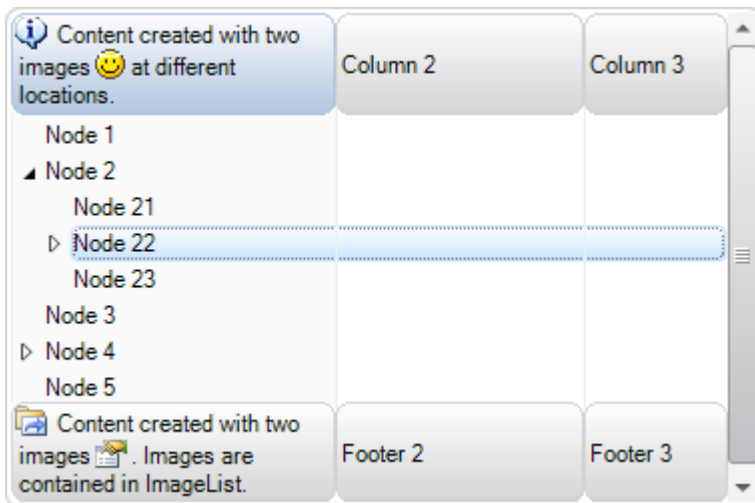 Content created with two
images at different
locations.
Column 2
Column 3
Node 1
Node 2
Node 21
Node 22
Node 23
Node 3
Node 4
Node 5
Content created with two
images . Images are
contained in ImageList.
Footer 2
Footer 3